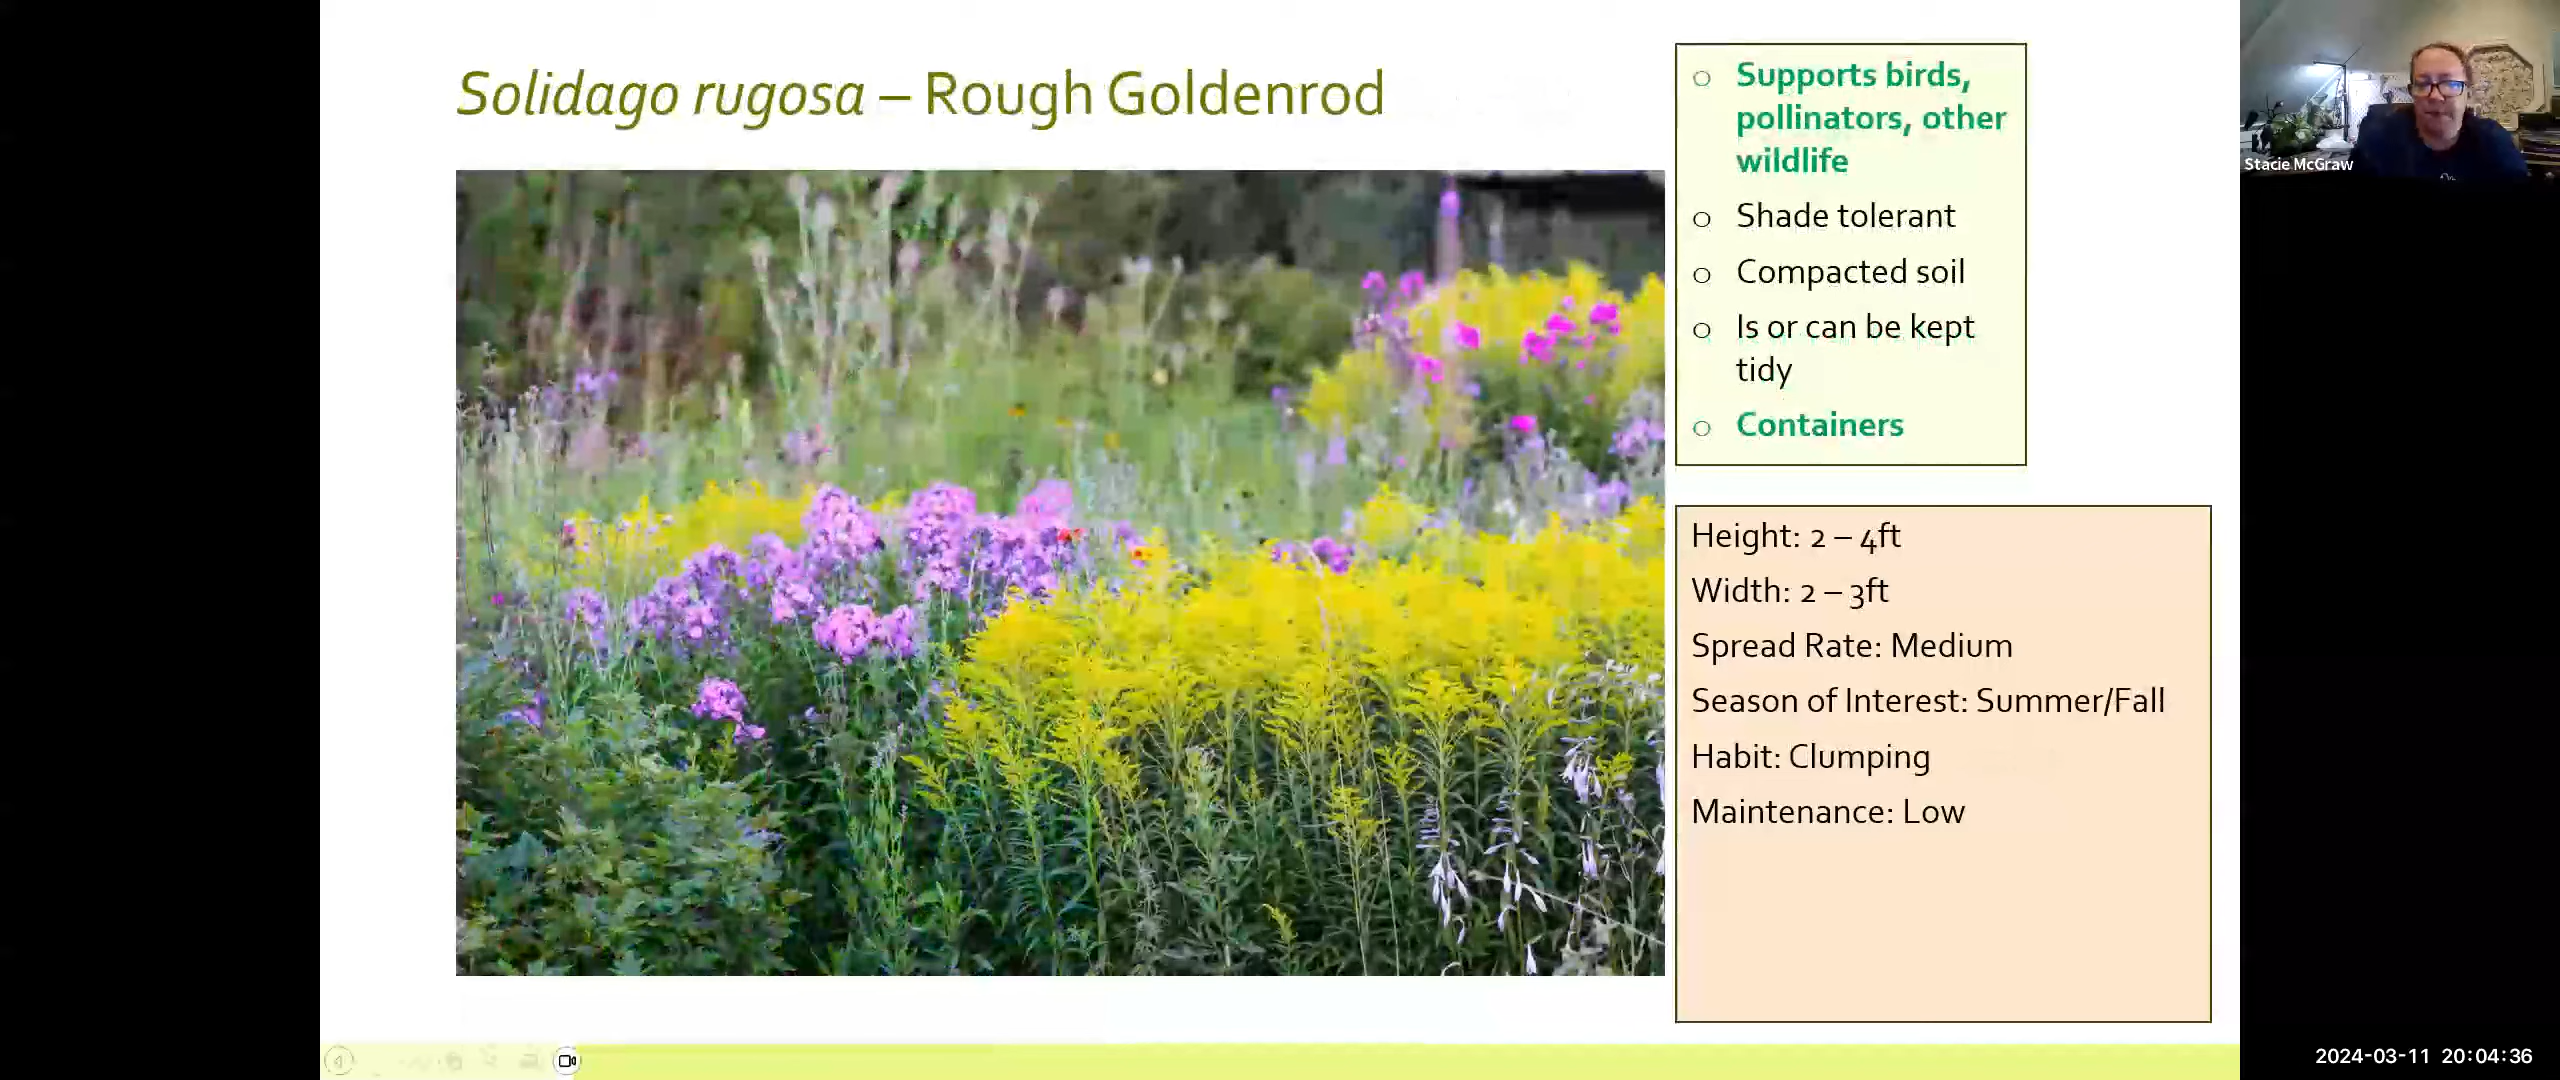 Solidago rugosa – Rough Goldenrod
o Supports birds,
pollinators, other
wildlife
o Shade tolerant
o Compacted soil
o Is or can be kept
tidy
o Containers
Height: 2 – 4ft
Width: 2 – 3ft
Spread Rate: Medium
Season of Interest: Summer/Fall
Habit: Clumping
Maintenance: Low
Stacie McGraw
2024-03-11 20:04:36